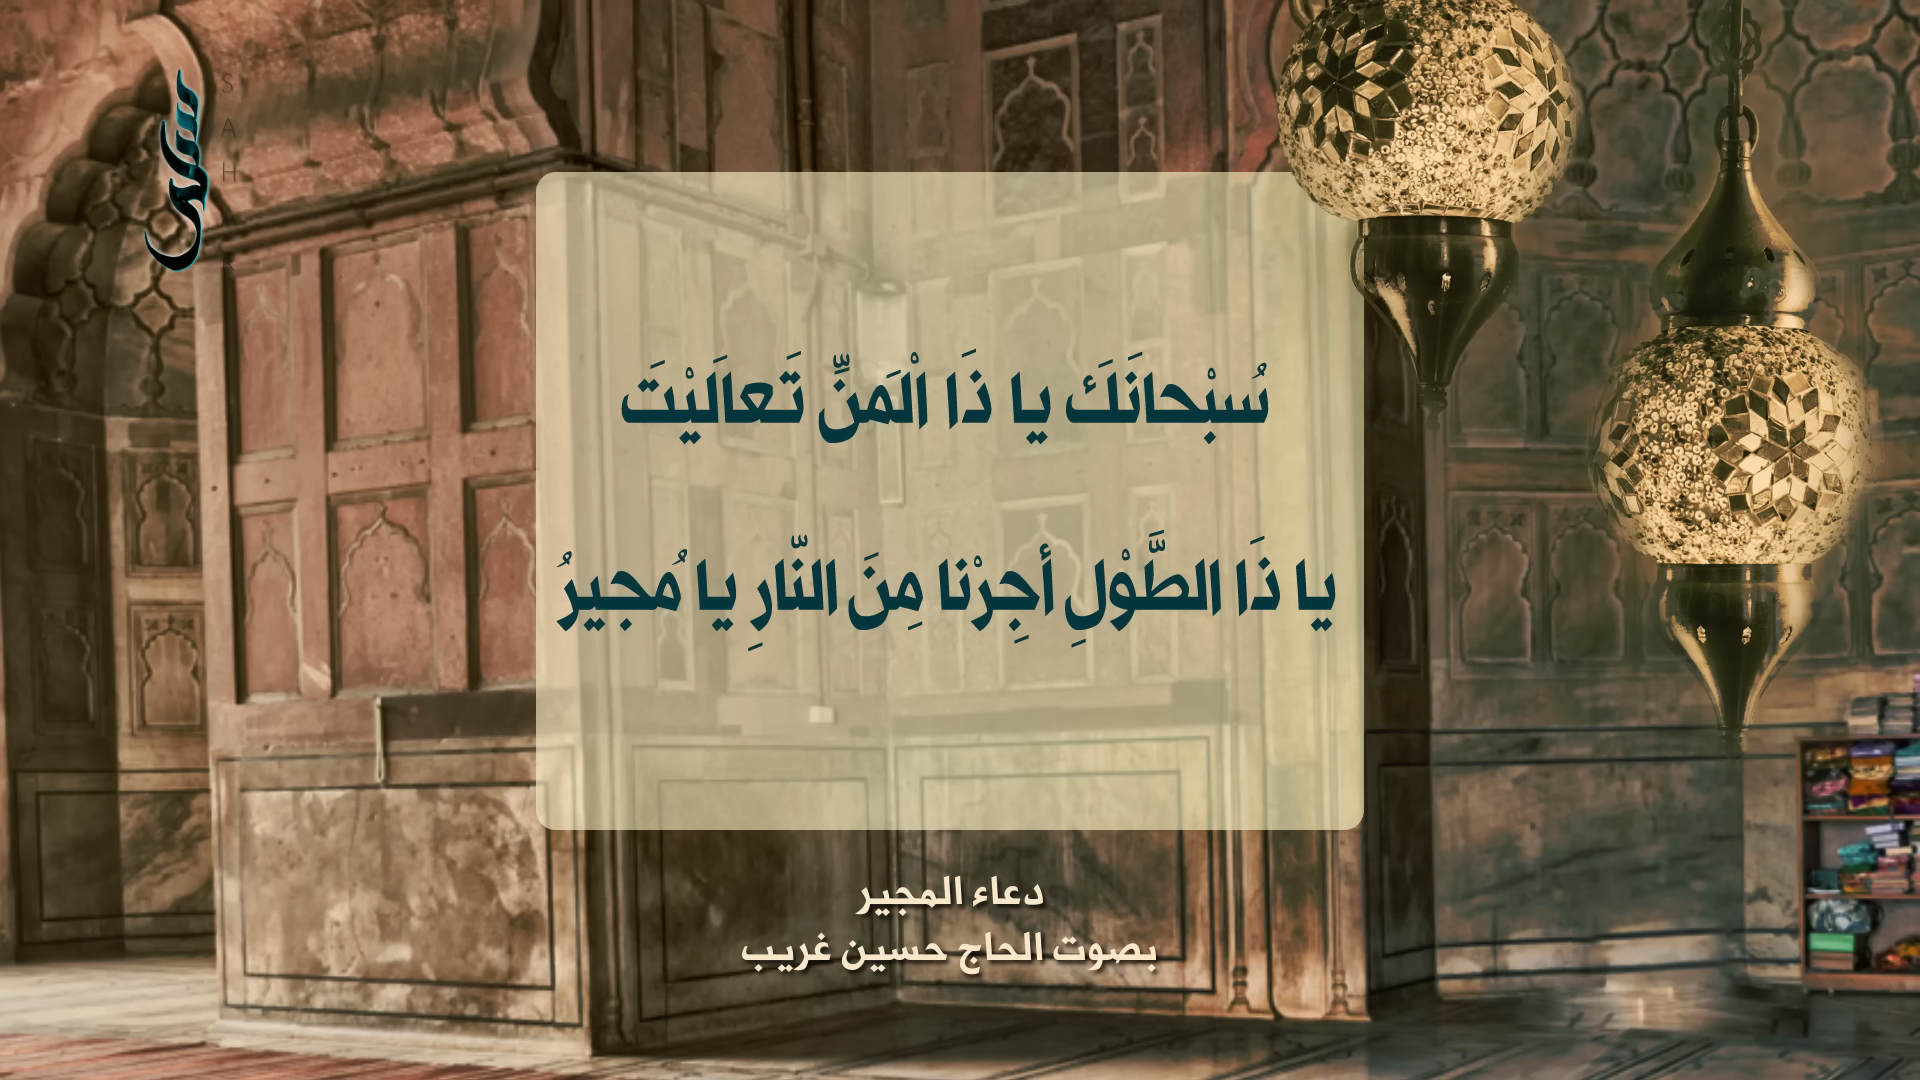 سُبْحانَكَ يا ذَا الْمَنِّ تَعالَيْتَ
يا ذَا الطَّوْلِ أجِرْنا مِنَ النّارِ يا مُجيرُ
دعاء المجير
بصوت الحاج حسين غريب
S A H